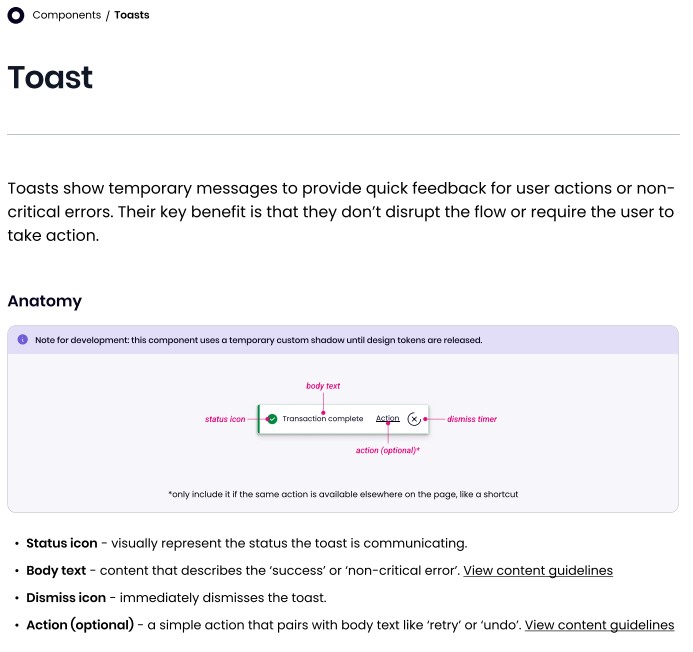 Components / Toasts
Toast
Toasts show temporary messages to provide quick feedback for user actions or non-
critical errors. Their key benefit is that they don’t disrupt the flow or require the user to
take action.
Anatomy
Note for development: this component uses a temporary custom shadow until design tokens are released.
body text
status icon
Transaction complete
Action
dismiss timer
action (optional)*
*only include it if the same action is available elsewhere on the page, like a shortcut
• Status icon - visually represent the status the toast is communicating.
• Body text - content that describes the ‘success’ or ‘non-critical error’. View content guidelines
• Dismiss icon - immediately dismisses the toast.
• Action (optional) - a simple action that pairs with body text like ‘retry’ or ‘undo’. View content guidelines